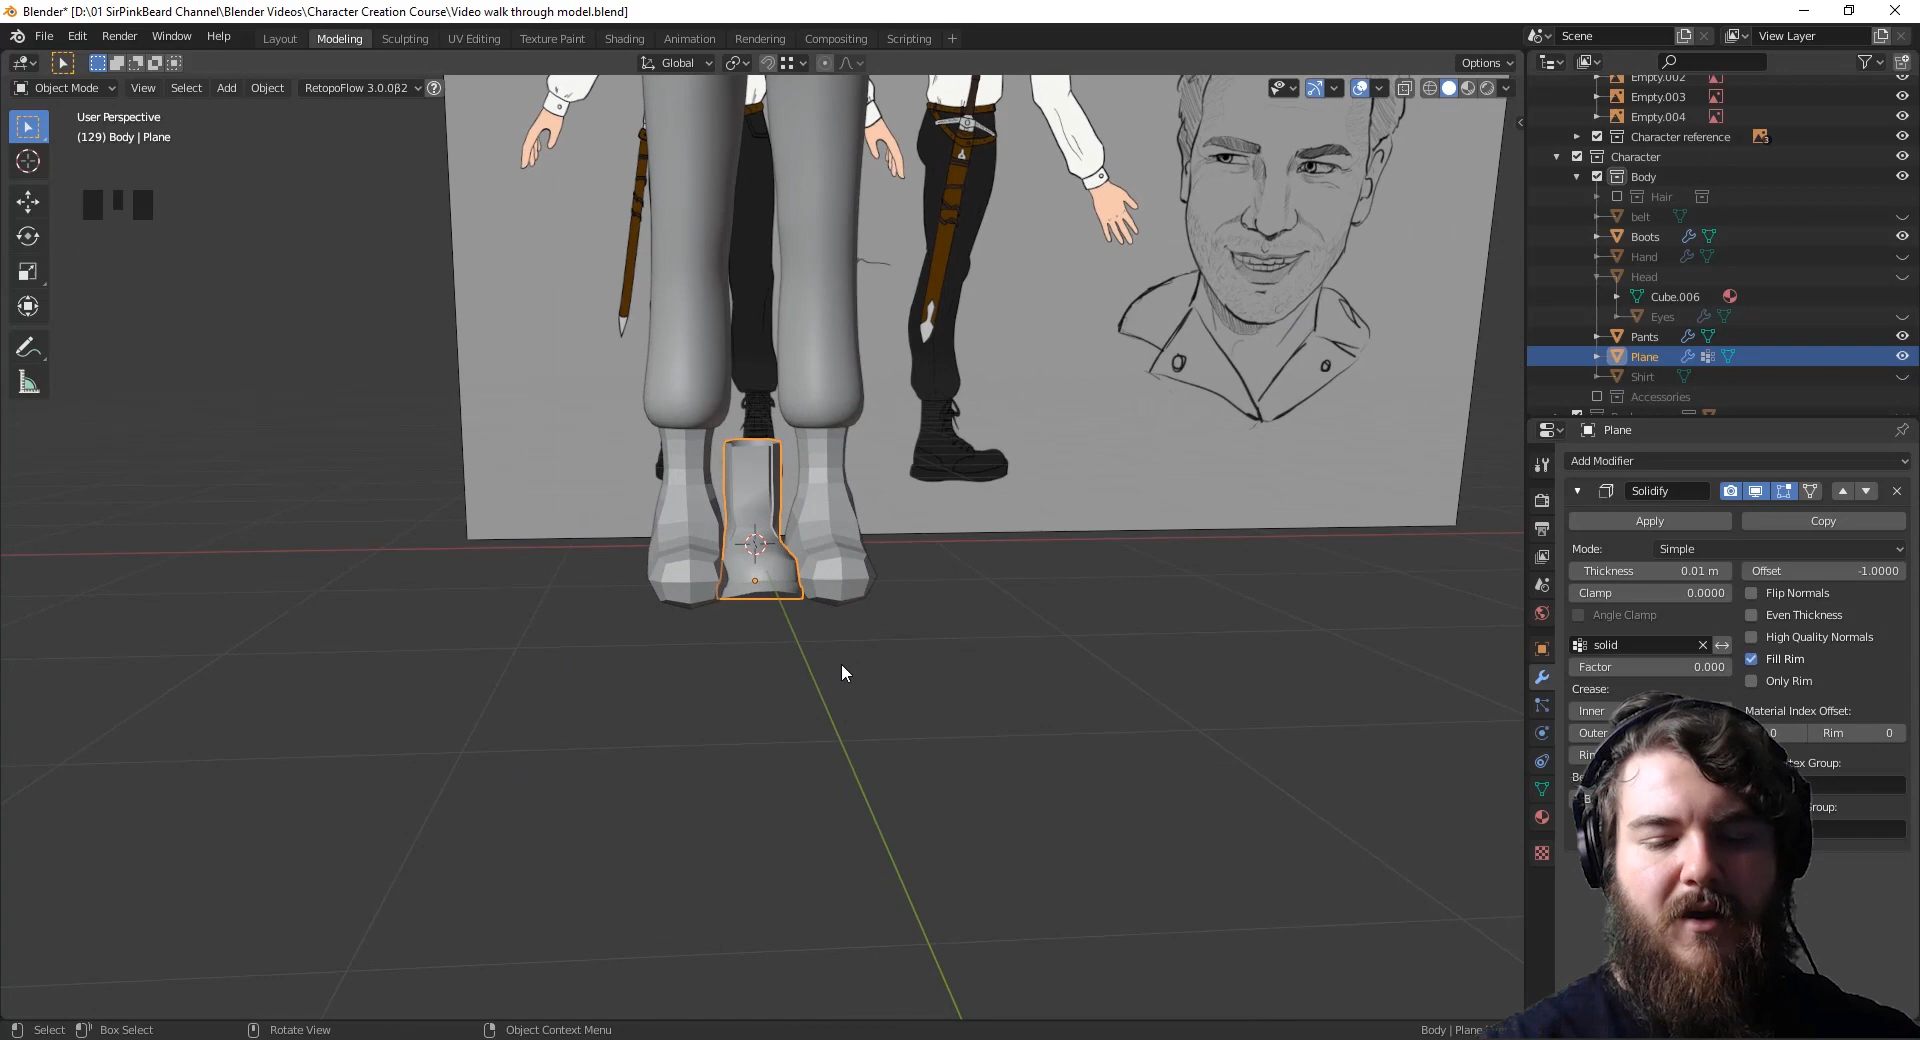 Blender* [D:\01 SirPinkBeard Channel\Blender Videos\Character Creation Course\Video walk through model.blend]
File Edit Render Window Help
Layout Modeling Sculpting UV Editing Texture Paint Shading Animation Rendering Compositing Scripting +
Scene View Layer
Global Options
Object Mode View Select Add Object RetopoFlow 3.0.0β2 ?
User Perspective
(129) Body | Plane
Empty.002
Empty.003
Empty.004
Character reference
Character
Body
Hair
belt
Boots
Hand
Head
Cube.006
Eyes
Pants
Plane
Shirt
Accessories
Plane
Add Modifier
Solidify
Apply Copy
Mode: Simple
Thickness 0.01 m Offset -1.0000
Clamp 0.0000 Flip Normals
Angle Clamp Even Thickness
High Quality Normals
solid Fill Rim
Factor 0.000 Only Rim
Crease:
Inner Material Index Offset:
Outer 0 Rim 0
Select Box Select Rotate View Object Context Menu Body | Plane